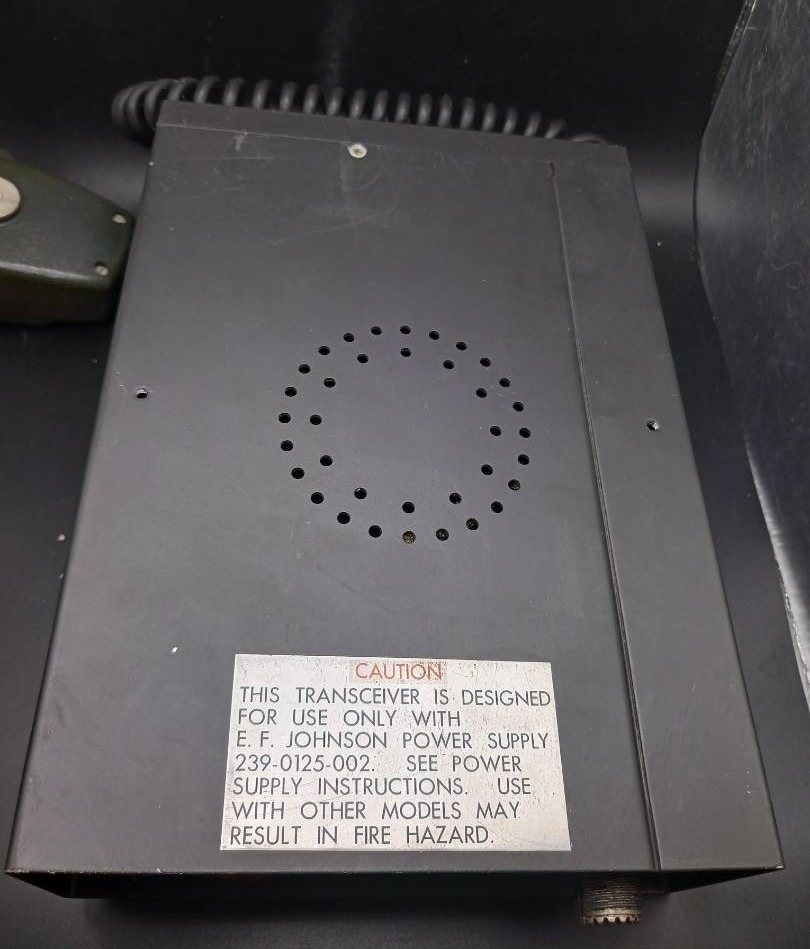 CAUTION
THIS TRANSCEIVER IS DESIGNED
FOR USE ONLY WITH
E. F. JOHNSON POWER SUPPLY
239-0125-002. SEE POWER
SUPPLY INSTRUCTIONS. USE
WITH OTHER MODELS MAY
RESULT IN FIRE HAZARD.